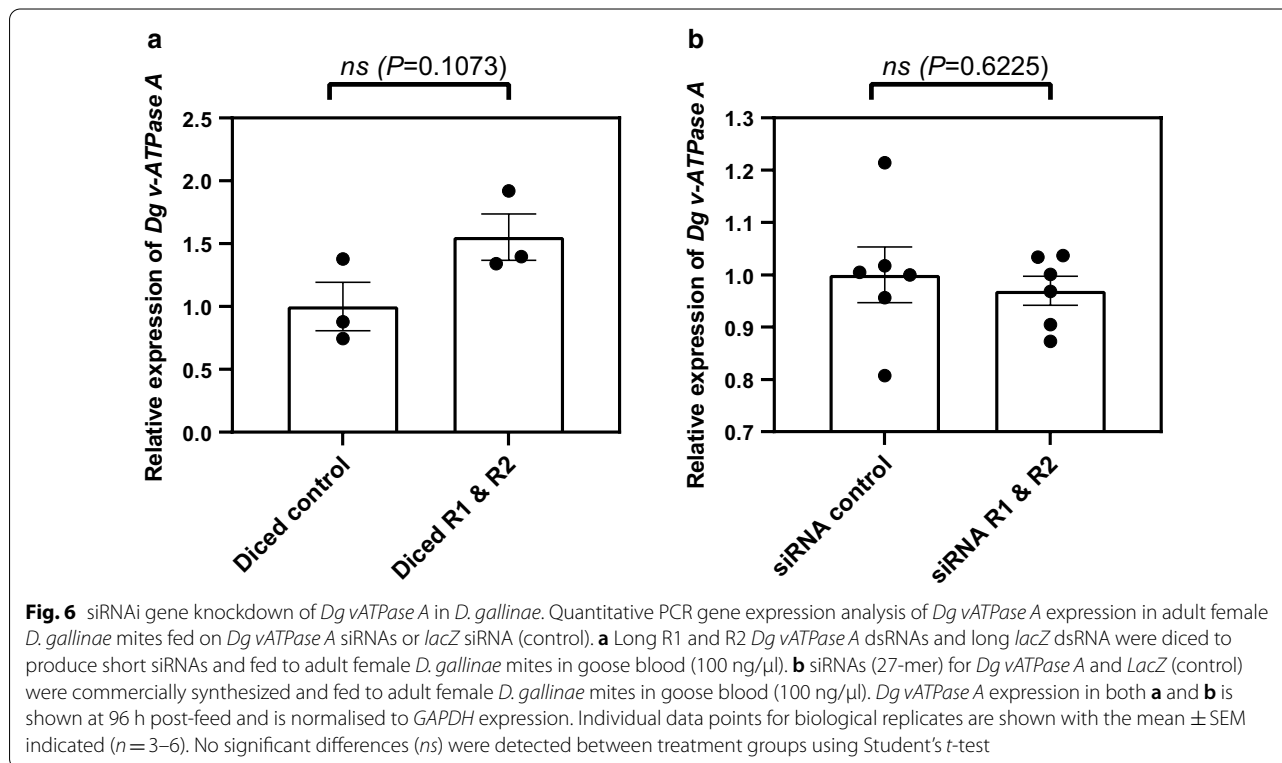 a
ns (P=0.1073)
Relative expression of Dg v-ATPase A
2.5
2.0
1.5
1.0
0.5
0.0
Diced control
Diced R1 & R2
b
ns (P=0.6225)
Relative expression of Dg v-ATPase A
1.3
1.2
1.1
1.0
0.9
0.8
0.7
siRNA control
siRNA R1 & R2
Fig. 6 siRNAi gene knockdown of Dg vATPase A in D. gallinae. Quantitative PCR gene expression analysis of Dg vATPase A expression in adult female
D. gallinae mites fed on Dg vATPase A siRNAs or lacZ siRNA (control). a Long R1 and R2 Dg vATPase A dsRNAs and long lacZ dsRNA were diced to
produce short siRNAs and fed to adult female D. gallinae mites in goose blood (100 ng/µl). b siRNAs (27-mer) for Dg vATPase A and LacZ (control)
were commercially synthesized and fed to adult female D. gallinae mites in goose blood (100 ng/µl). Dg vATPase A expression in both a and b is
shown at 96 h post-feed and is normalised to GAPDH expression. Individual data points for biological replicates are shown with the mean ± SEM
indicated (n = 3–6). No significant differences (ns) were detected between treatment groups using Student's t-test